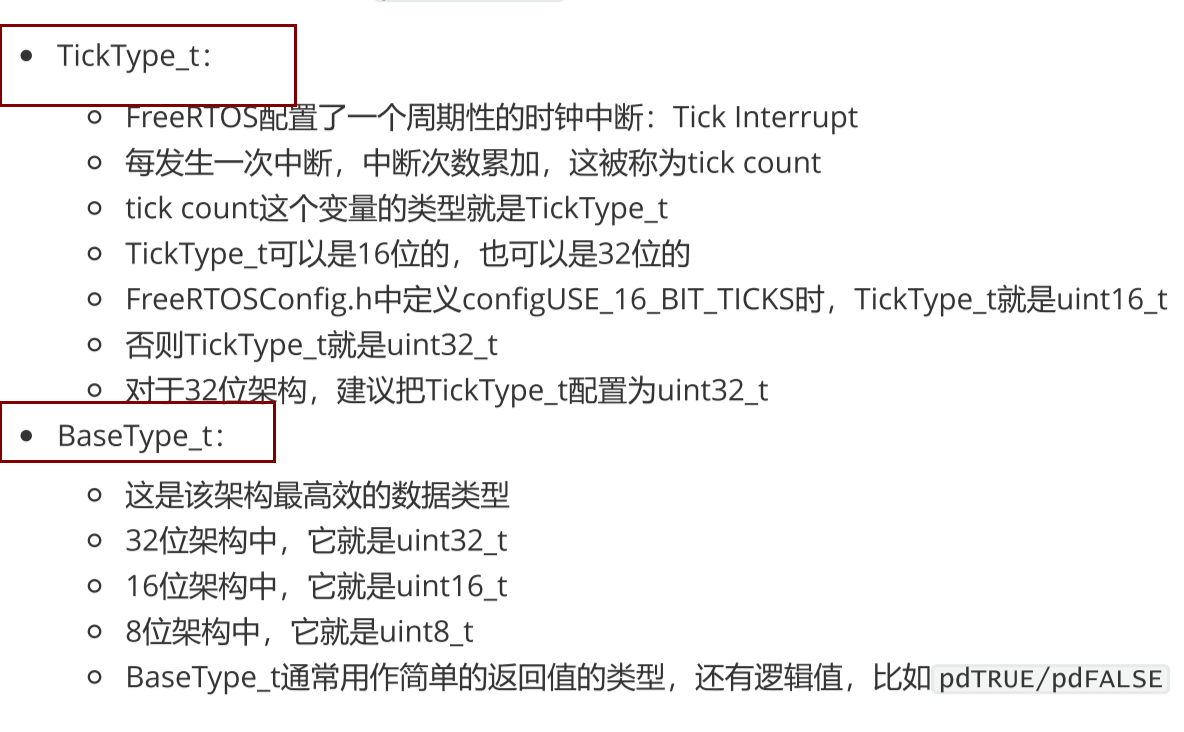 TickType_t：
FreeRTOS配置了一个周期性的时钟中断：Tick Interrupt
每发生一次中断，中断次数累加，这被称为tick count
tick count这个变量的类型就是TickType_t
TickType_t可以是16位的，也可以是32位的
FreeRTOSConfig.h中定义configUSE_16_BIT_TICKS时，TickType_t就是uint16_t
否则TickType_t就是uint32_t
对于32位架构，建议把TickType_t配置为uint32_t
BaseType_t：
这是该架构最高效的数据类型
32位架构中，它就是uint32_t
16位架构中，它就是uint16_t
8位架构中，它就是uint8_t
BaseType_t通常用作简单的返回值的类型，还有逻辑值，比如pdTRUE/pdFALSE